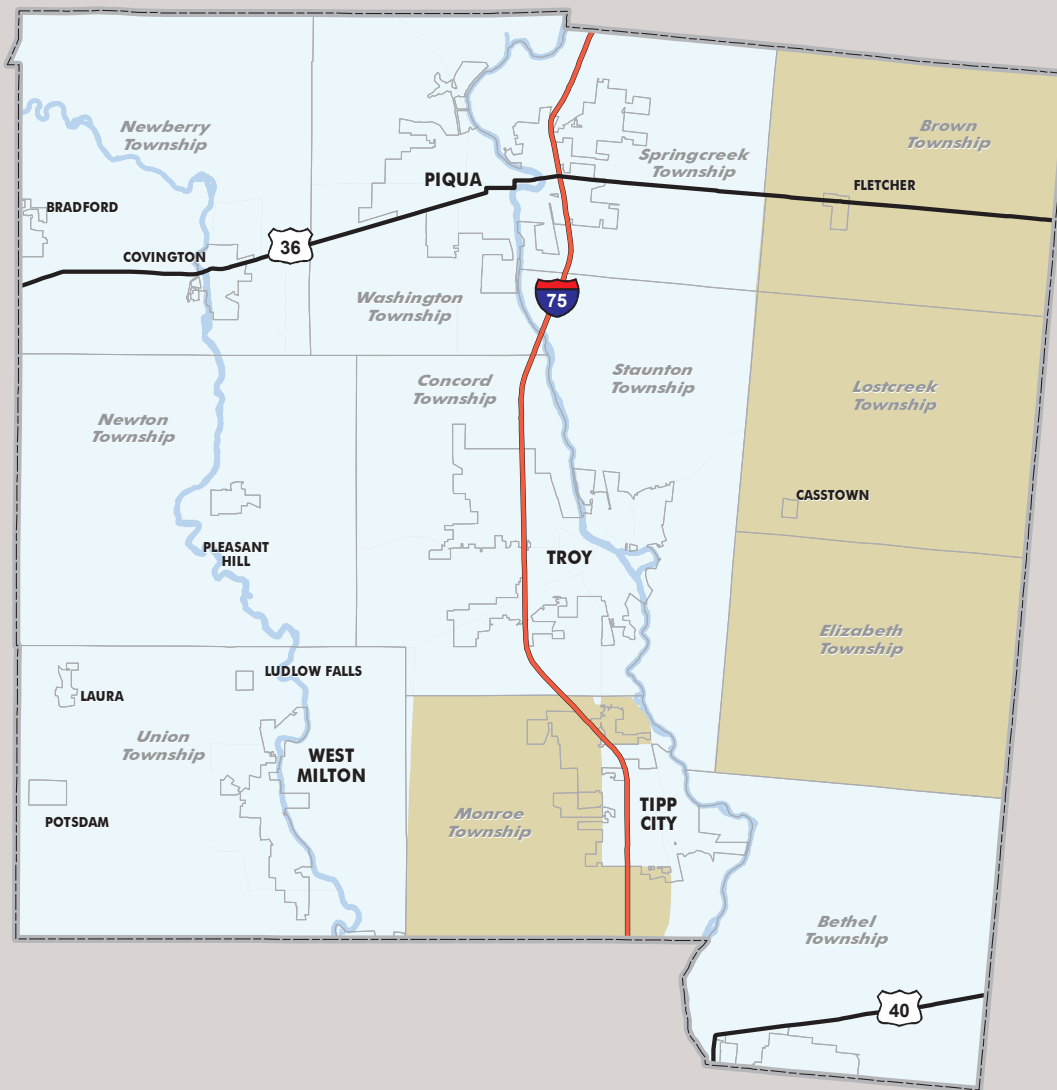 Newberry
Township
Brown
Township
Springcreek
Township
PIQUA
FLETCHER
BRADFORD
COVINGTON
36
Washington
Township
75
Concord
Township
Staunton
Township
Lostcreek
Township
Newton
Township
CASSTOWN
PLEASANT
HILL
TROY
Elizabeth
Township
LUDLOW FALLS
LAURA
Union
Township
WEST
MILTON
POTSDAM
Monroe
Township
TIPP
CITY
Bethel
Township
40